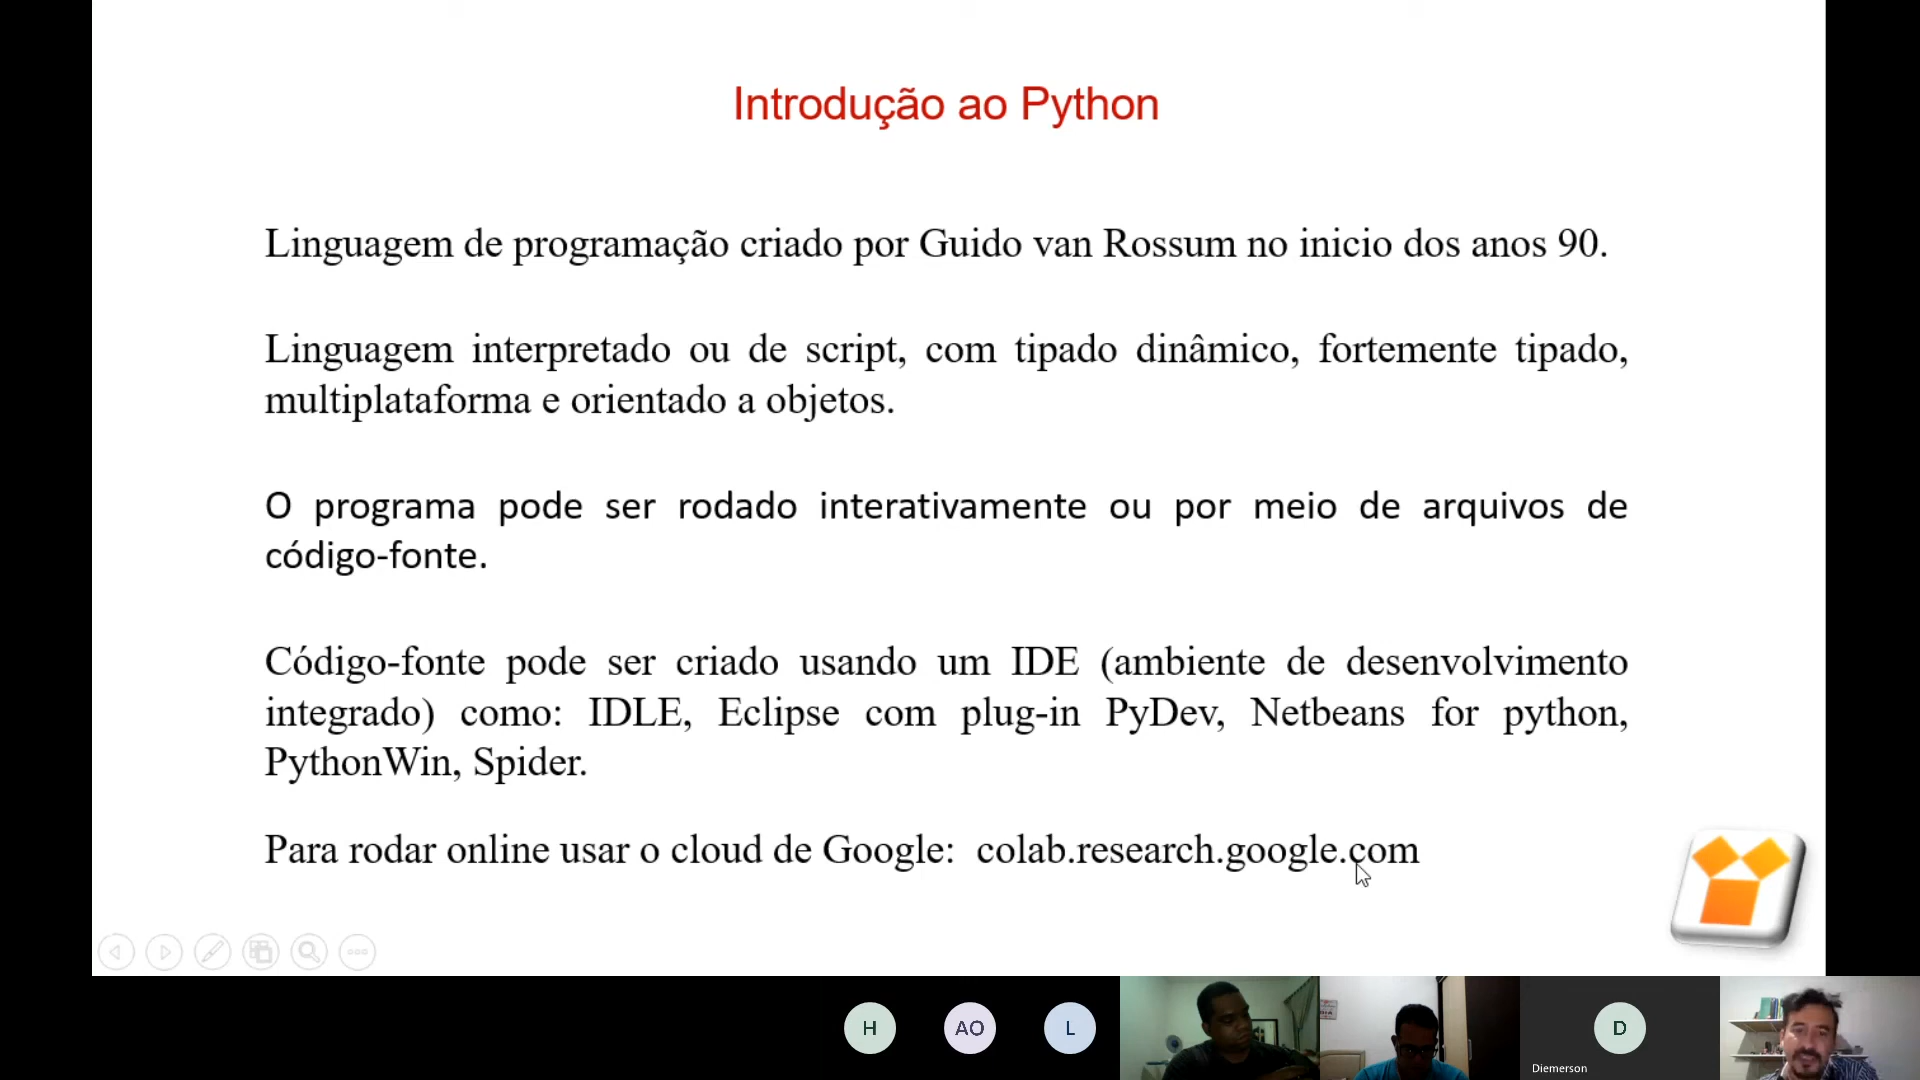 Introdução ao Python
Linguagem de programação criado por Guido van Rossum no inicio dos anos 90.
Linguagem interpretado ou de script, com tipado dinâmico, fortemente tipado,
multiplataforma e orientado a objetos.
O programa pode ser rodado interativamente ou por meio de arquivos de
código-fonte.
Código-fonte pode ser criado usando um IDE (ambiente de desenvolvimento
integrado) como: IDLE, Eclipse com plug-in PyDev, Netbeans for python,
PythonWin, Spider.
Para rodar online usar o cloud de Google: colab.research.google.com
H
AO
L
D
Diemerson